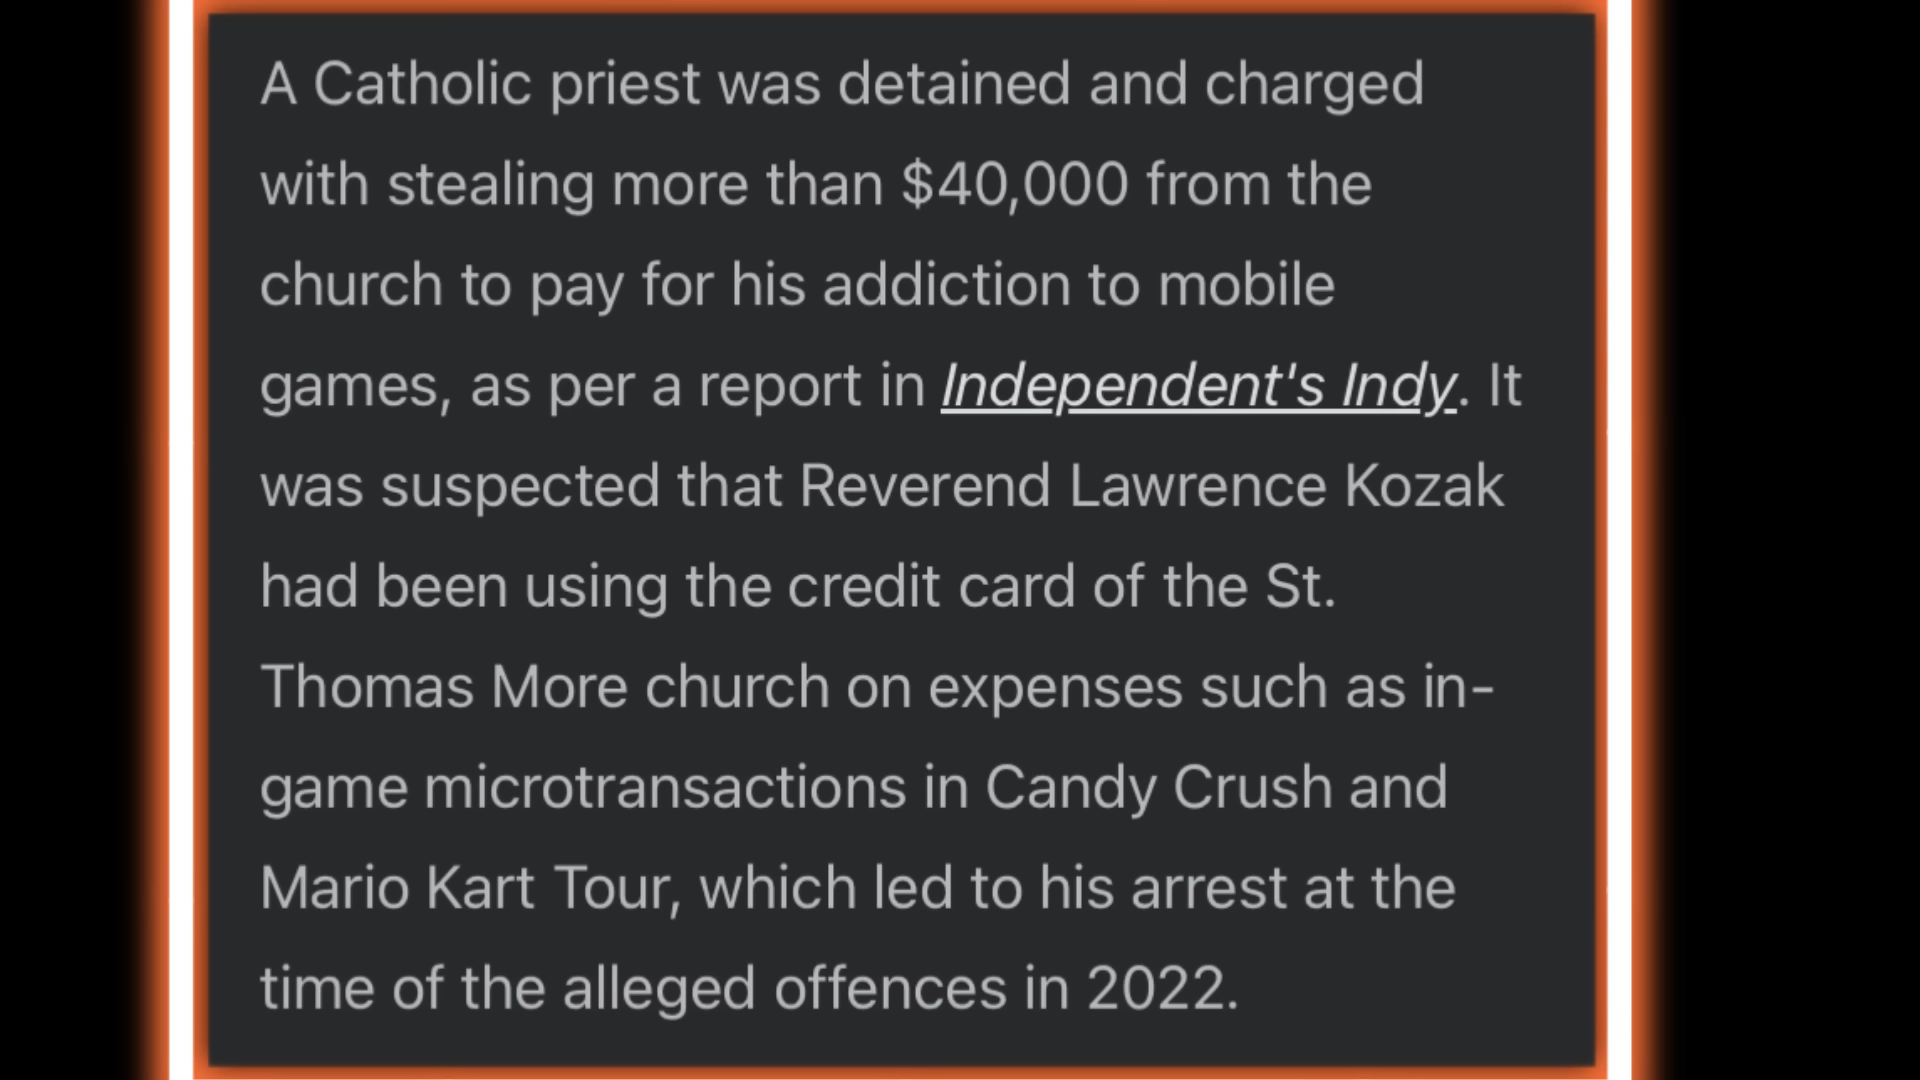 A Catholic priest was detained and charged
with stealing more than $40,000 from the
church to pay for his addiction to mobile
games, as per a report in Independent's Indy. It
was suspected that Reverend Lawrence Kozak
had been using the credit card of the St.
Thomas More church on expenses such as in-
game microtransactions in Candy Crush and
Mario Kart Tour, which led to his arrest at the
time of the alleged offences in 2022.